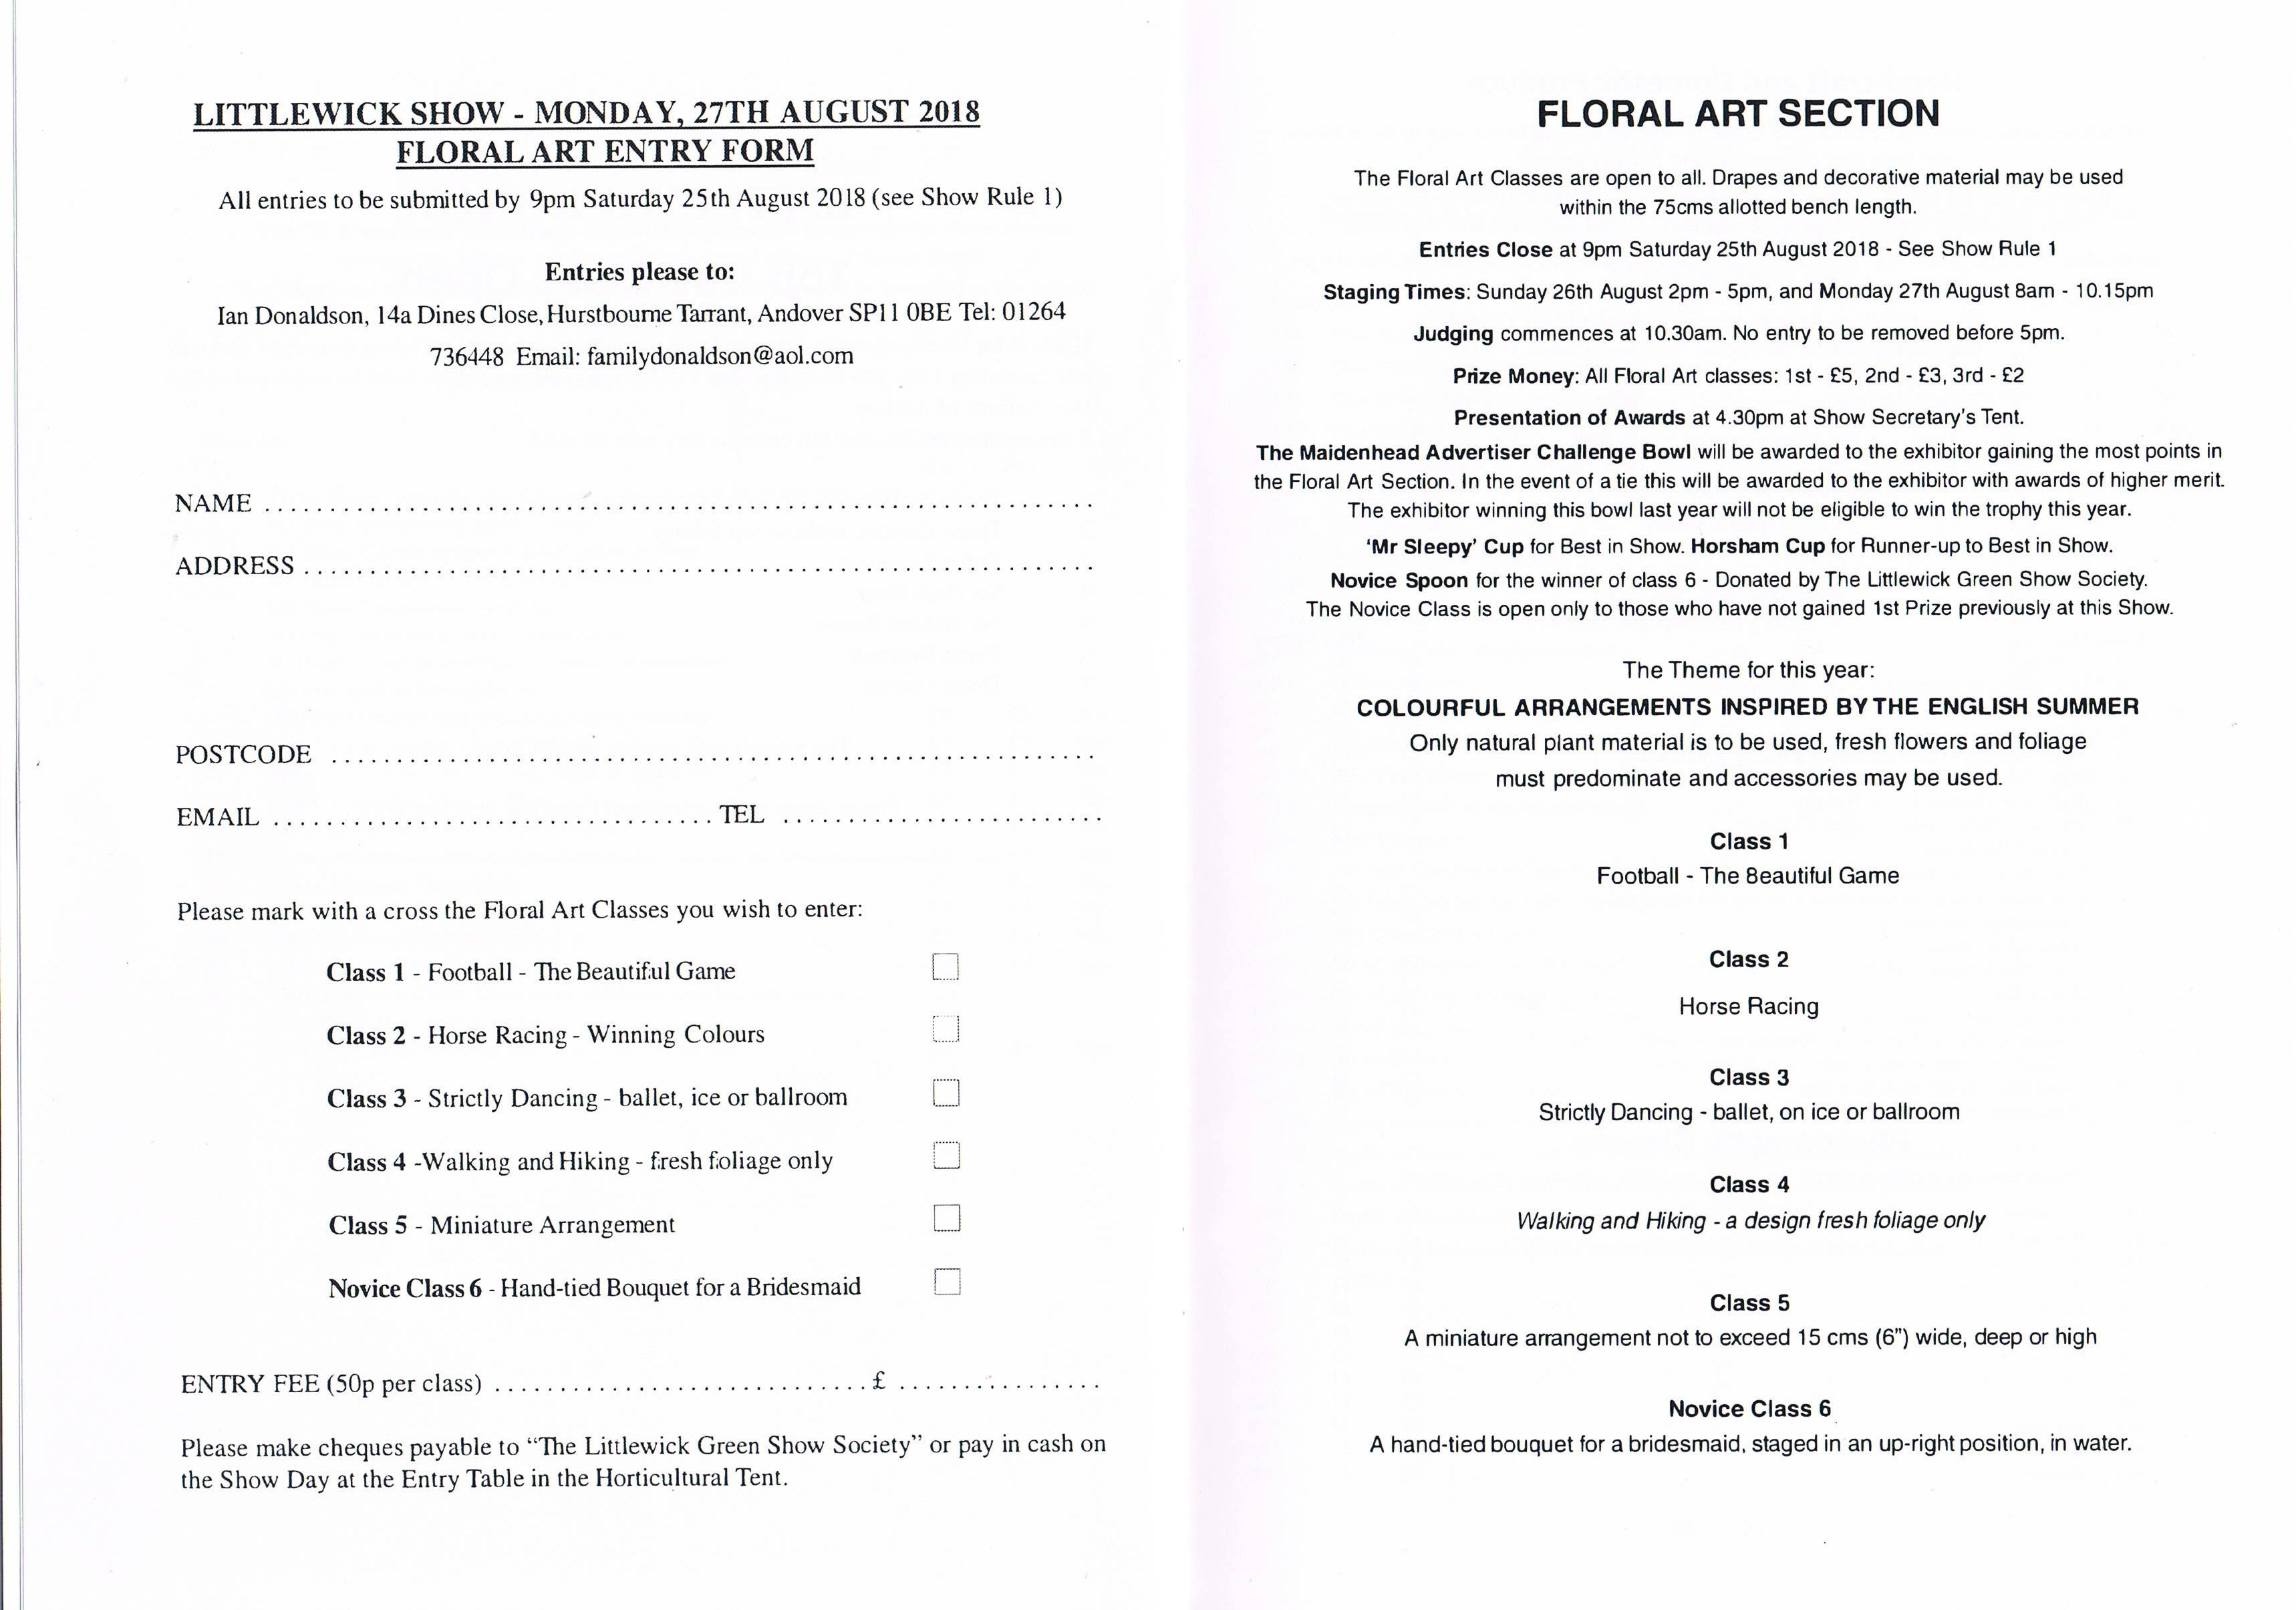 LITTLEWICK SHOW - MONDAY, 27TH AUGUST 2018
FLORAL ART ENTRY FORM
All entries to be submitted by 9pm Saturday 25th August 2018 (see Show Rule 1)
Entries please to:
Ian Donaldson, 14a Dines Close, Hurstbourne Tarrant, Andover SP11 0BE Tel: 01264
736448 Email: familydonaldson@aol.com
NAME
ADDRESS
POSTCODE
EMAIL TEL
Please mark with a cross the Floral Art Classes you wish to enter:
Class 1 - Football - The Beautiful Game
Class 2 - Horse Racing - Winning Colours
Class 3 - Strictly Dancing - ballet, ice or ballroom
Class 4 -Walking and Hiking - fresh foliage only
Class 5 - Miniature Arrangement
Novice Class 6 - Hand-tied Bouquet for a Bridesmaid
ENTRY FEE (50p per class) £
Please make cheques payable to “The Littlewick Green Show Society” or pay in cash on
the Show Day at the Entry Table in the Horticultural Tent.
FLORAL ART SECTION
The Floral Art Classes are open to all. Drapes and decorative material may be used
within the 75cms allotted bench length.
Entries Close at 9pm Saturday 25th August 2018 - See Show Rule 1
Staging Times: Sunday 26th August 2pm - 5pm, and Monday 27th August 8am - 10.15pm
Judging commences at 10.30am. No entry to be removed before 5pm.
Prize Money: All Floral Art classes: 1st - £5, 2nd - £3, 3rd - £2
Presentation of Awards at 4.30pm at Show Secretary's Tent.
The Maidenhead Advertiser Challenge Bowl will be awarded to the exhibitor gaining the most points in
the Floral Art Section. In the event of a tie this will be awarded to the exhibitor with awards of higher merit.
The exhibitor winning this bowl last year will not be eligible to win the trophy this year.
‘Mr Sleepy’ Cup for Best in Show. Horsham Cup for Runner-up to Best in Show.
Novice Spoon for the winner of class 6 - Donated by The Littlewick Green Show Society.
The Novice Class is open only to those who have not gained 1st Prize previously at this Show.
The Theme for this year:
COLOURFUL ARRANGEMENTS INSPIRED BY THE ENGLISH SUMMER
Only natural plant material is to be used, fresh flowers and foliage
must predominate and accessories may be used.
Class 1
Football - The Beautiful Game
Class 2
Horse Racing
Class 3
Strictly Dancing - ballet, on ice or ballroom
Class 4
Walking and Hiking - a design fresh foliage only
Class 5
A miniature arrangement not to exceed 15 cms (6") wide, deep or high
Novice Class 6
A hand-tied bouquet for a bridesmaid, staged in an up-right position, in water.